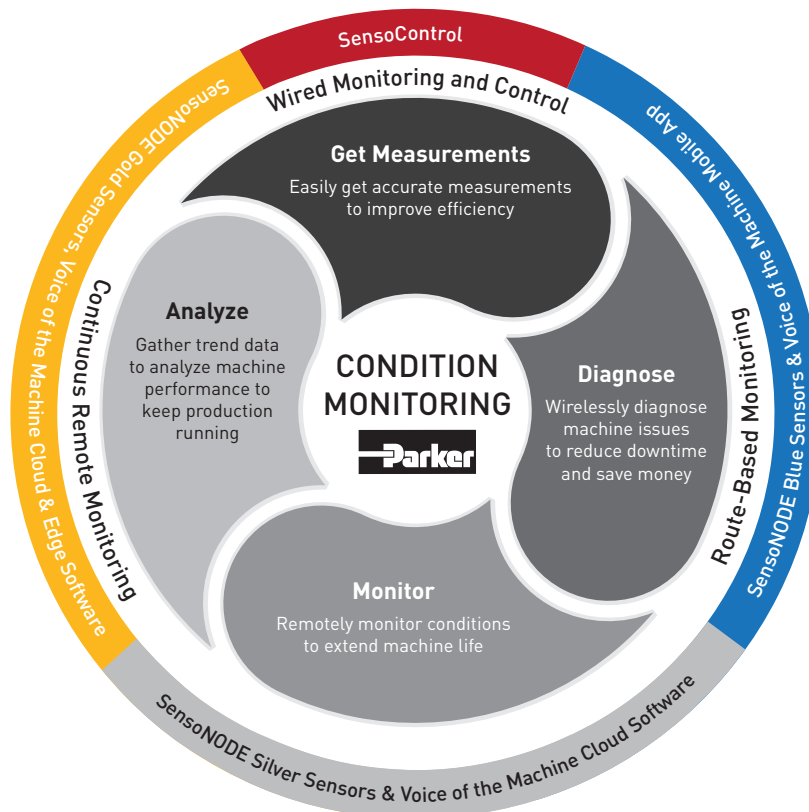 SensoControl
Wired Monitoring and Control
Get Measurements
Easily get accurate measurements
to improve efficiency
SensoNODE Blue Sensors & Voice of the Machine Mobile App
Route-Based Monitoring
Diagnose
Wirelessly diagnose
machine issues
to reduce downtime
and save money
Monitor
Remotely monitor conditions
to extend machine life
SensoNODE Silver Sensors & Voice of the Machine Cloud Software
SensoNODE Gold Sensors, Voice of the Machine Cloud & Edge Software
Continuous Remote Monitoring
Analyze
Gather trend data
to analyze machine
performance to
keep production
running
CONDITION
MONITORING
Parker